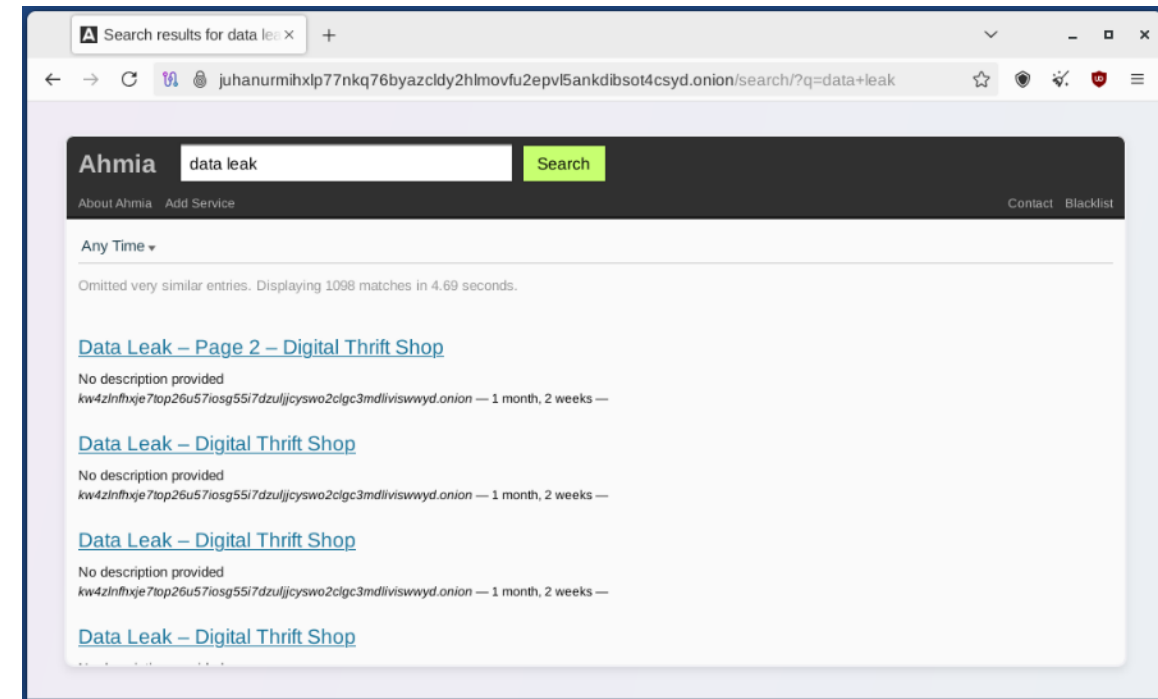 Search results for data lea
juhanurmihxlp77nkq76byazcldy2hlmovfu2epvl5ankdibsot4csyd.onion/search/?q=data+leak
Ahmia data leak Search
About Ahmia Add Service Contact Blacklist
Any Time
Omitted very similar entries. Displaying 1098 matches in 4.69 seconds.
Data Leak – Page 2 – Digital Thrift Shop
No description provided
kw4zlnfhxje7top26u57iosg55i7dzuljjcyswo2clgc3mdliviswwyd.onion — 1 month, 2 weeks —
Data Leak – Digital Thrift Shop
No description provided
kw4zlnfhxje7top26u57iosg55i7dzuljjcyswo2clgc3mdliviswwyd.onion — 1 month, 2 weeks —
Data Leak – Digital Thrift Shop
No description provided
kw4zlnfhxje7top26u57iosg55i7dzuljjcyswo2clgc3mdliviswwyd.onion — 1 month, 2 weeks —
Data Leak – Digital Thrift Shop